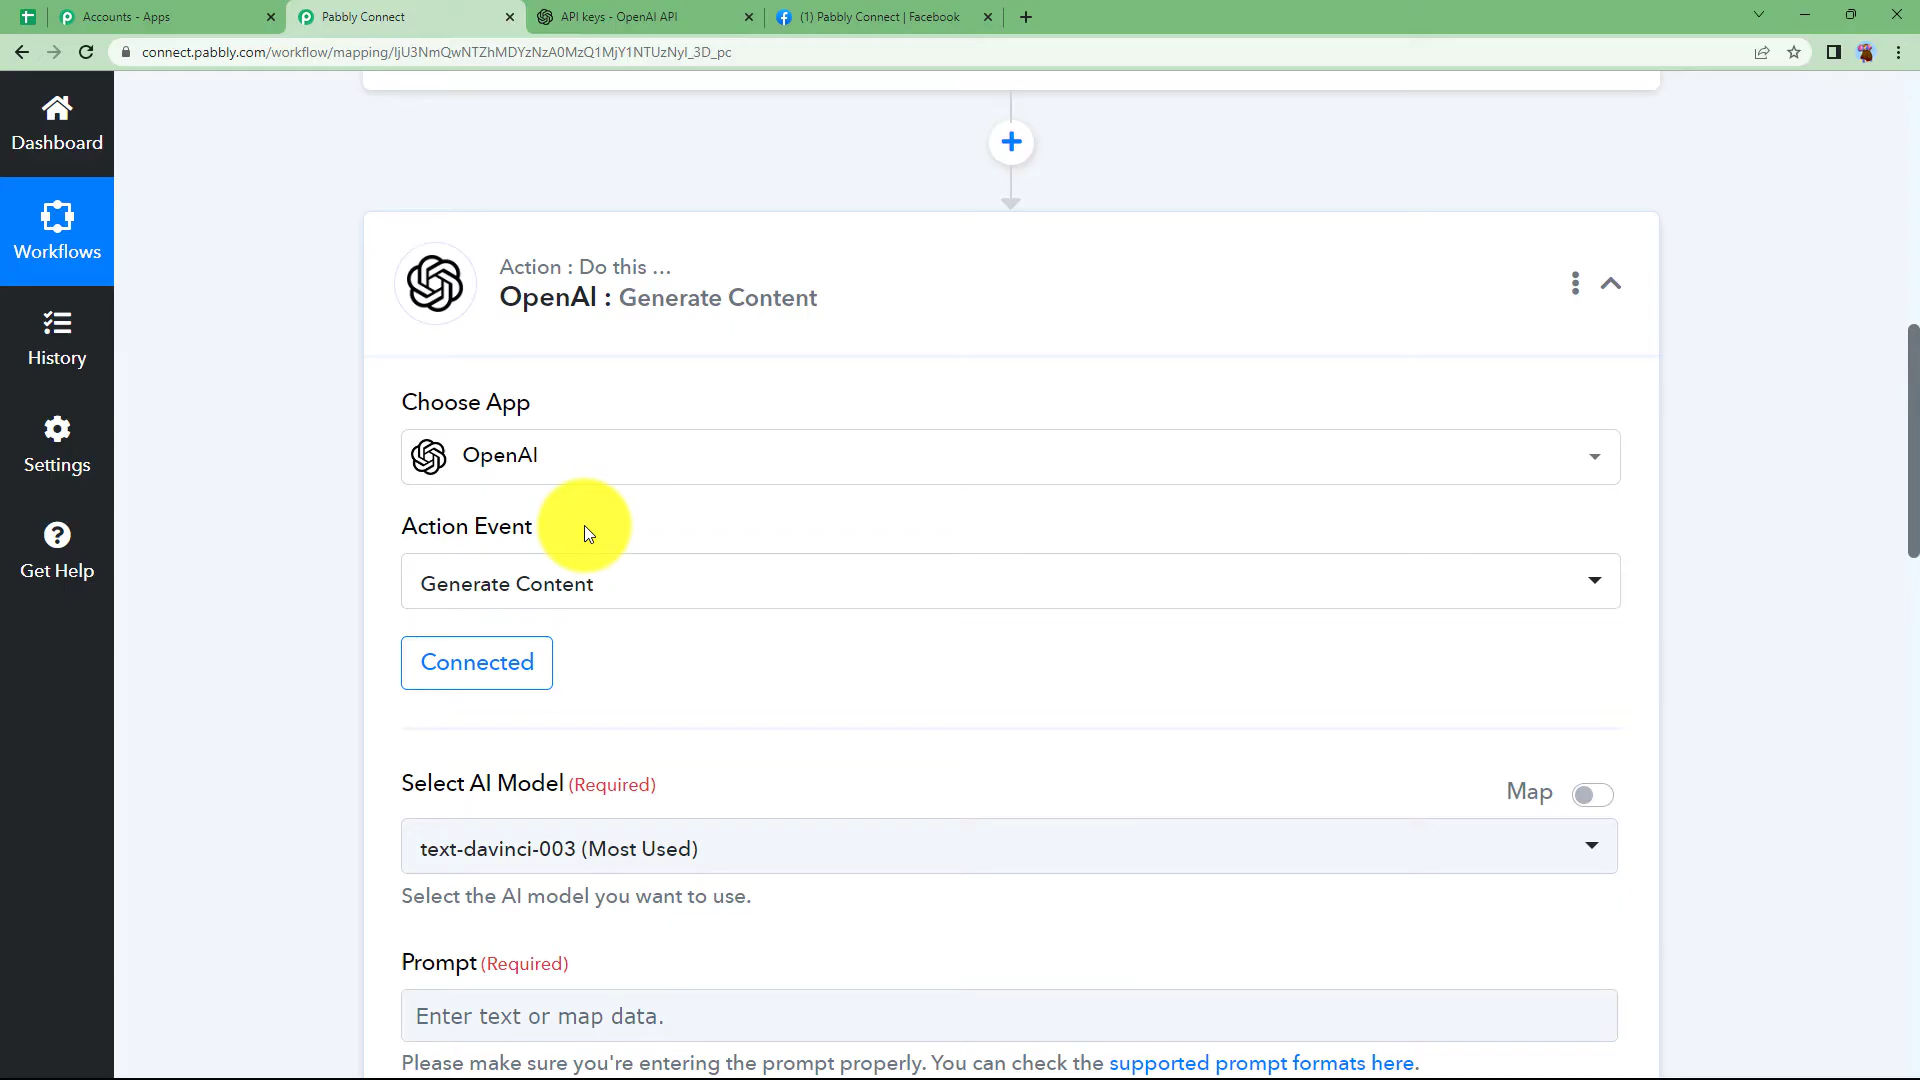 Accounts - Apps
Pabbly Connect
API keys - OpenAI API
(1) Pabbly Connect | Facebook
connect.pabbly.com/workflow/mapping/IjU3NmQwNTZhMDYzNzA0MzQ1MjY1NTUzNyI_3D_pc
Dashboard
Workflows
History
Settings
Get Help
Action : Do this ...
OpenAI : Generate Content
Choose App
OpenAI
Action Event
Generate Content
Connected
Select AI Model (Required)
Map
text-davinci-003 (Most Used)
Select the AI model you want to use.
Prompt (Required)
Enter text or map data.
Please make sure you're entering the prompt properly. You can check the supported prompt formats here.